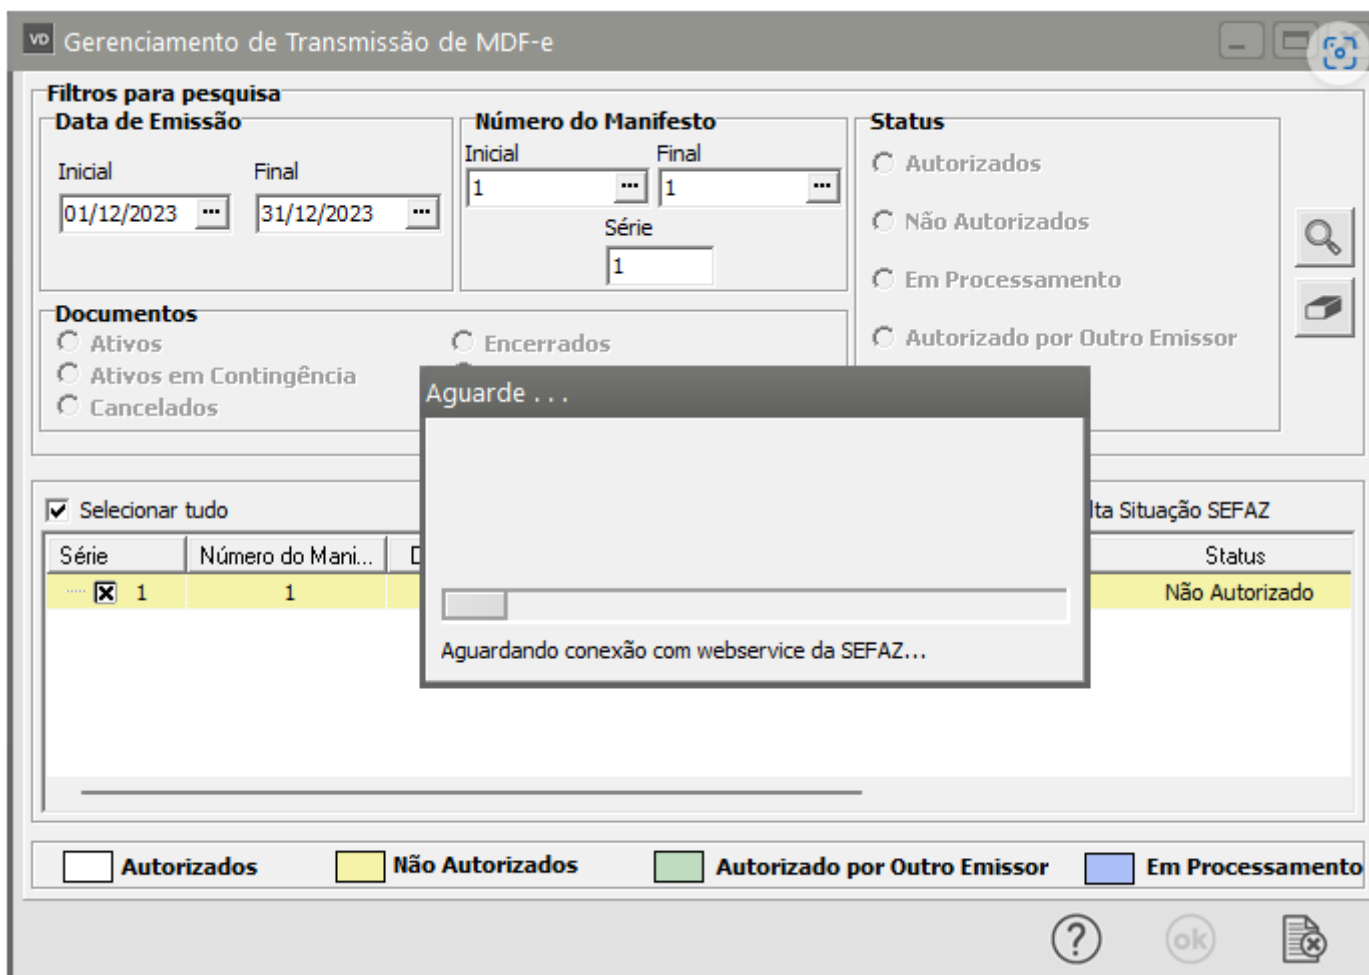 VD Gerenciamento de Transmissão de MDF-e
Filtros para pesquisa
Data de Emissão
Inicial Final
01/12/2023 ... 31/12/2023 ...
Número do Manifesto
Inicial Final
1 ... 1 ...
Série
1
Status
Autorizados
Não Autorizados
Em Processamento
Autorizado por Outro Emissor
Documentos
Ativos Encerrados
Ativos em Contingência
Cancelados
Aguarde . . .
Aguardando conexão com webservice da SEFAZ...
Selecionar tudo Situação SEFAZ
Série Número do Mani... Status
1 1 Não Autorizado
Autorizados Não Autorizados Autorizado por Outro Emissor Em Processamento
? ok